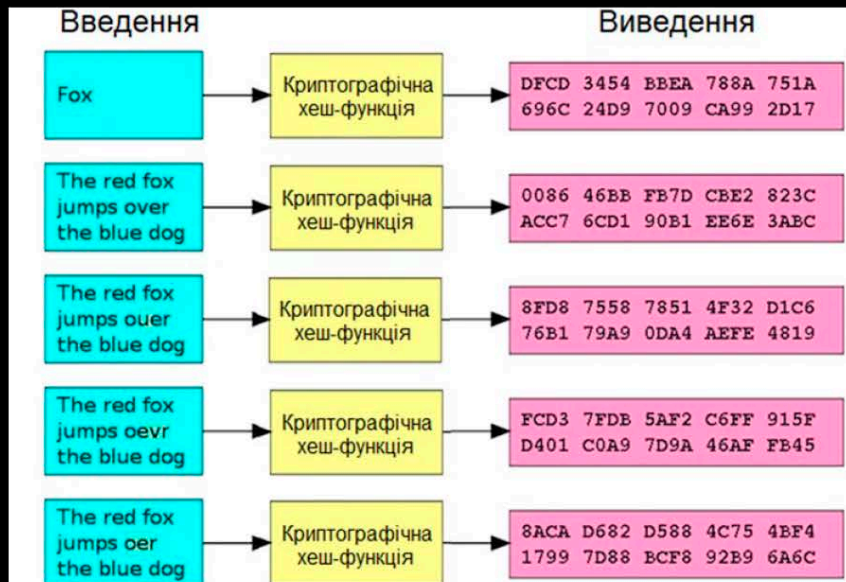 Введення
Виведення
Fox
Криптографічна
хеш-функція
DFCD 3454 BBEA 788A 751A
696C 24D9 7009 CA99 2D17
The red fox
jumps over
the blue dog
Криптографічна
хеш-функція
0086 46BB FB7D CBE2 823C
ACC7 6CD1 90B1 EE6E 3ABC
The red fox
jumps ouer
the blue dog
Криптографічна
хеш-функція
8FD8 7558 7851 4F32 D1C6
76B1 79A9 0DA4 AEFE 4819
The red fox
jumps oevr
the blue dog
Криптографічна
хеш-функція
FCD3 7FDB 5AF2 C6FF 915F
D401 C0A9 7D9A 46AF FB45
The red fox
jumps oer
the blue dog
Криптографічна
хеш-функція
8ACA D682 D588 4C75 4BF4
1799 7D88 BCF8 92B9 6A6C